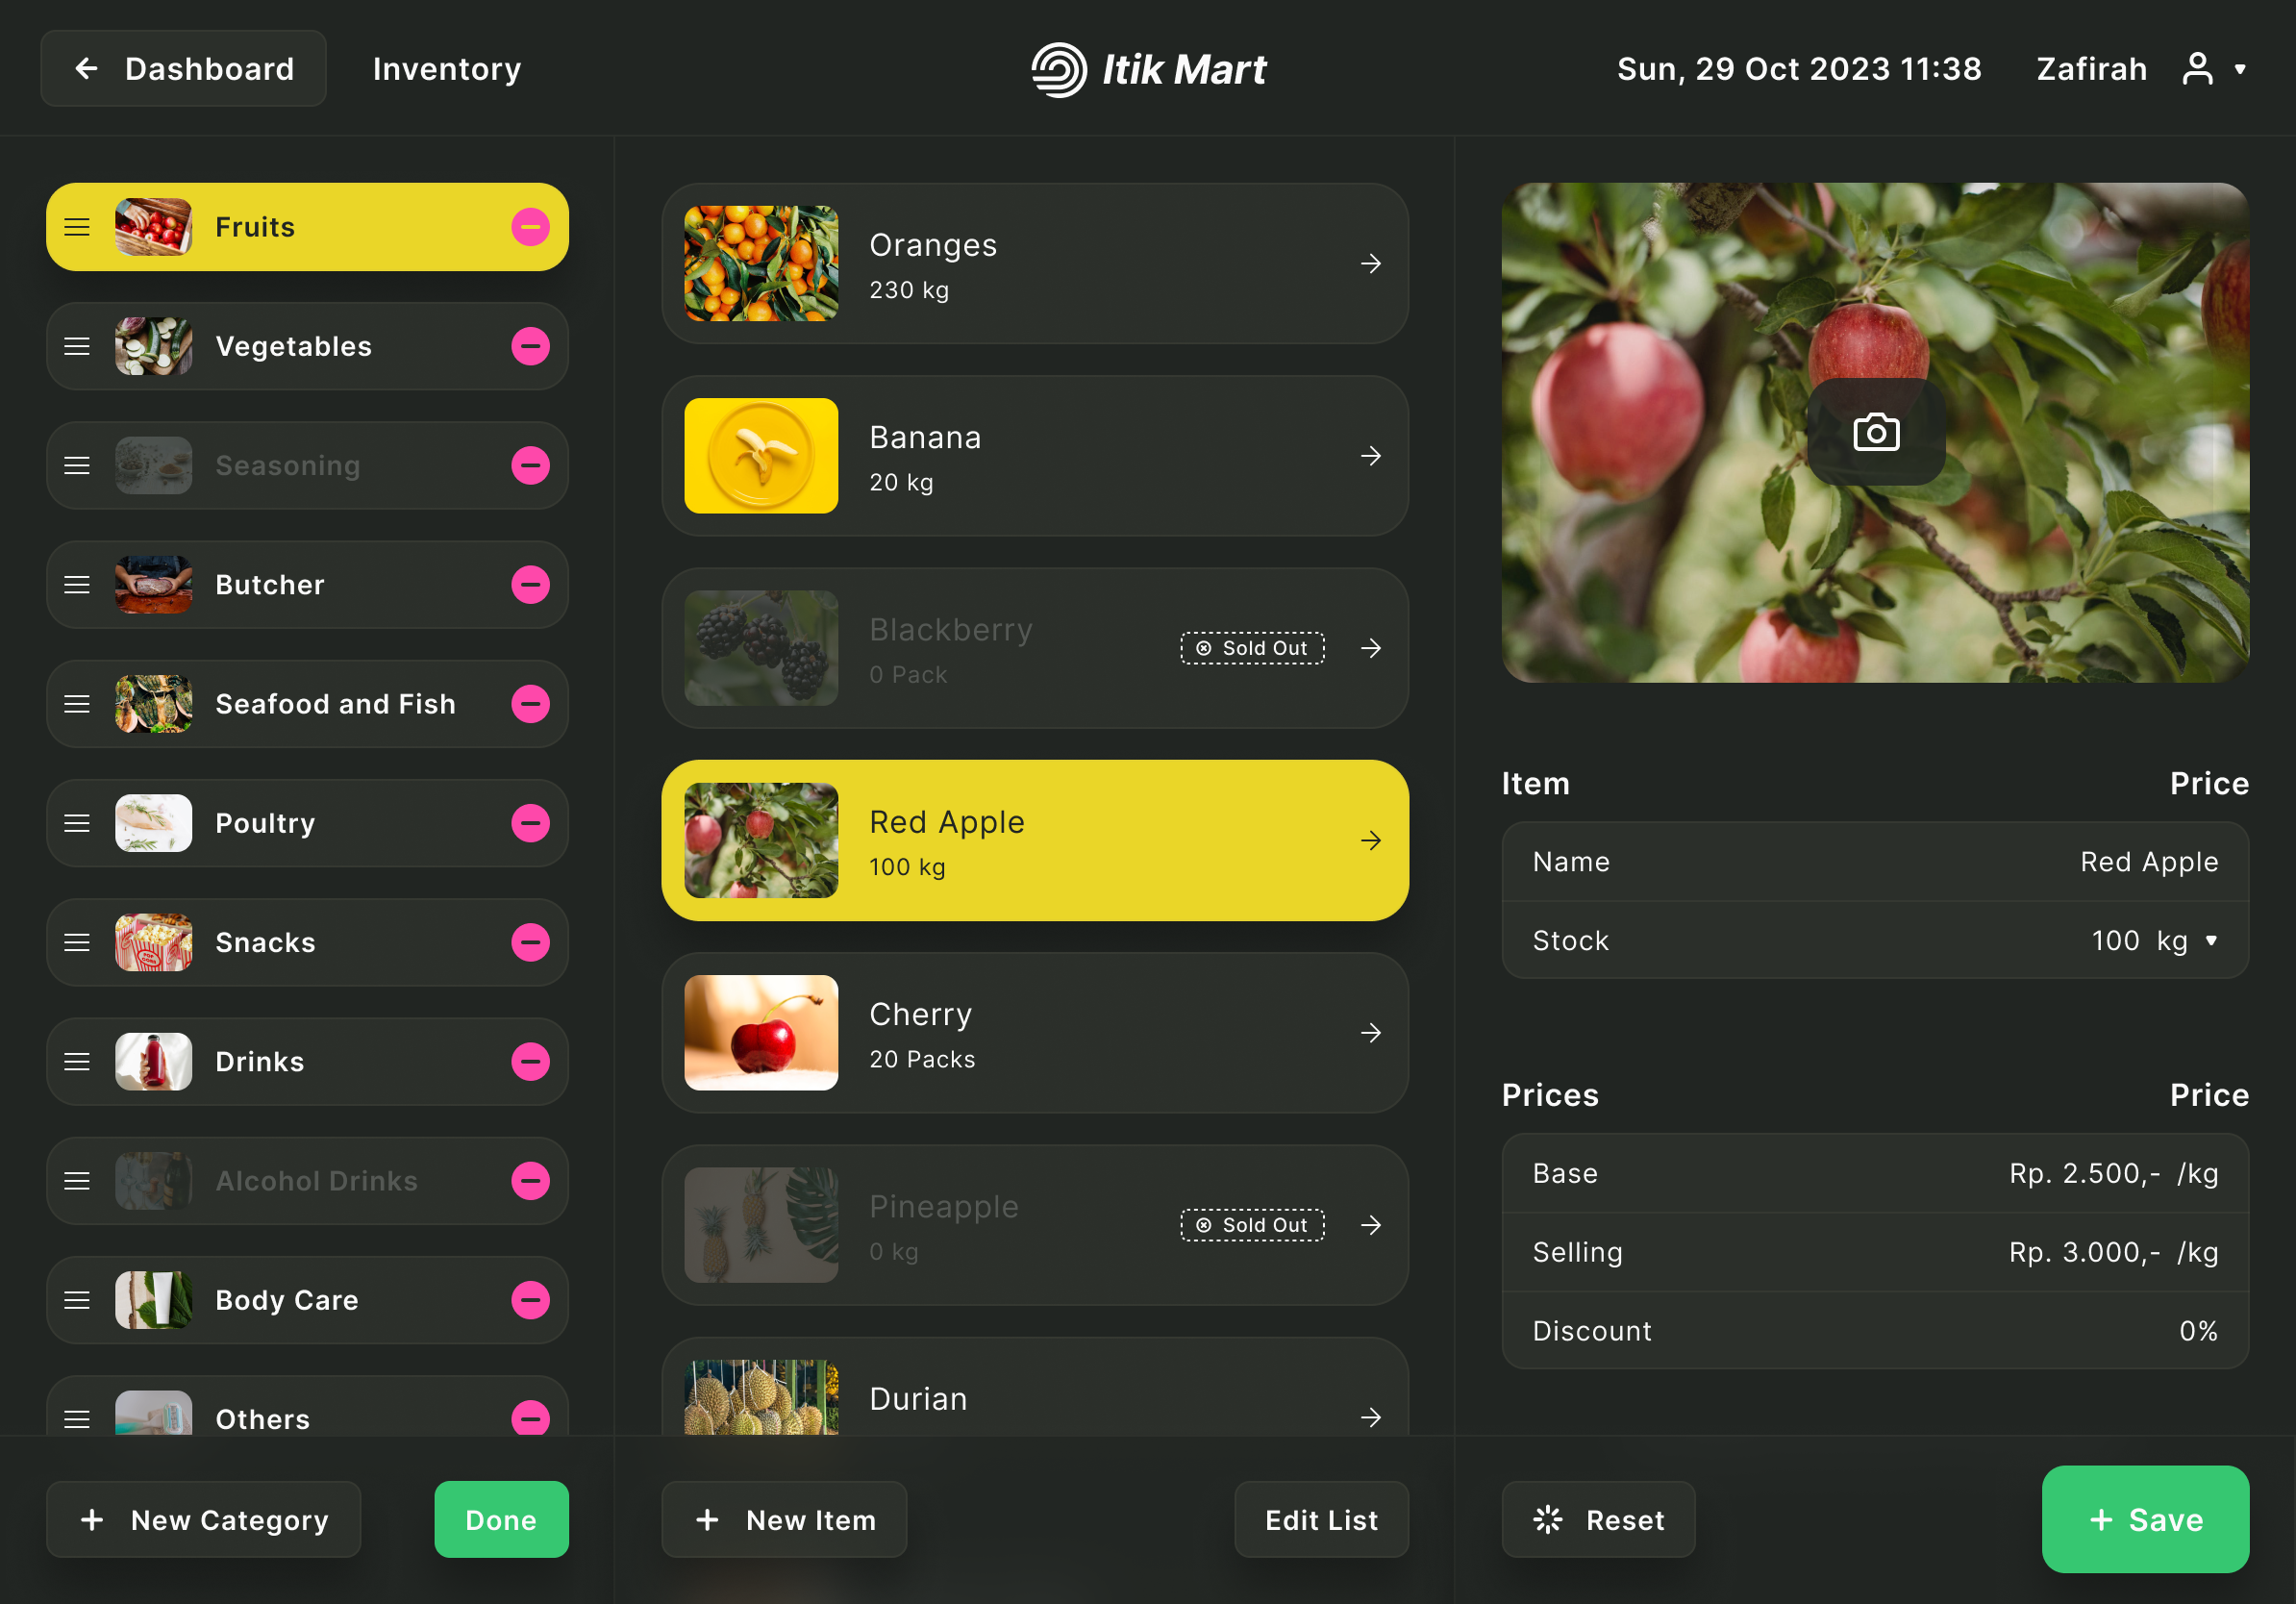 Dashboard
Inventory
Itik Mart
Sun, 29 Oct 2023 11:38
Zafirah
Fruits
Vegetables
Seasoning
Butcher
Seafood and Fish
Poultry
Snacks
Drinks
Alcohol Drinks
Body Care
Others
New Category
Done
Oranges
230 kg
Banana
20 kg
Blackberry
0 Pack
Sold Out
Red Apple
100 kg
Cherry
20 Packs
Pineapple
0 kg
Sold Out
Durian
New Item
Edit List
Item Price
Name Red Apple
Stock 100 kg
Prices Price
Base Rp. 2.500,- /kg
Selling Rp. 3.000,- /kg
Discount 0%
Reset
Save